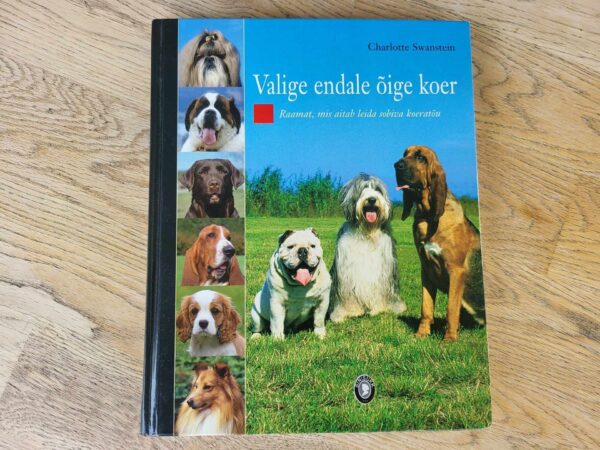 Charlotte Swanstein
Valige endale õige koer
Raamat, mis aitab leida sobiva koeratõu